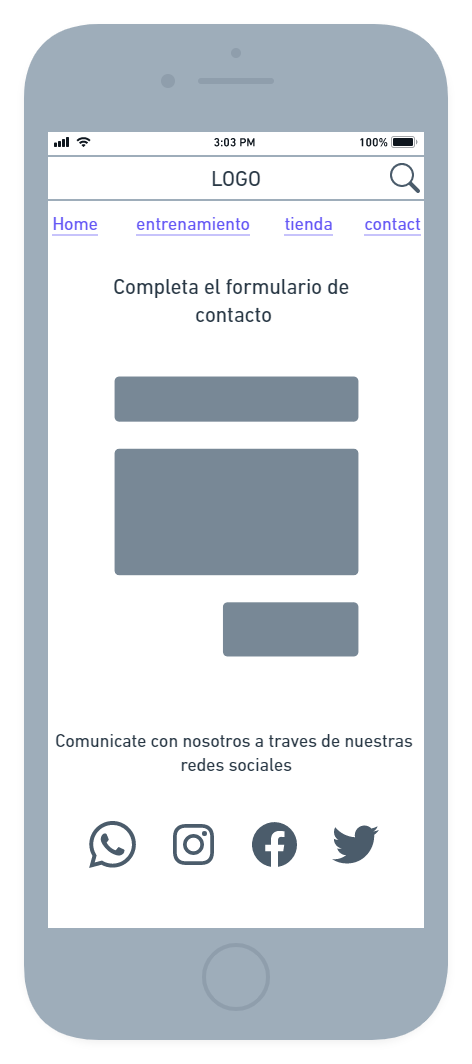 3:03 PM 100%
LOGO
Home entrenamiento tienda contact
Completa el formulario de
contacto
Comunicate con nosotros a traves de nuestras
redes sociales